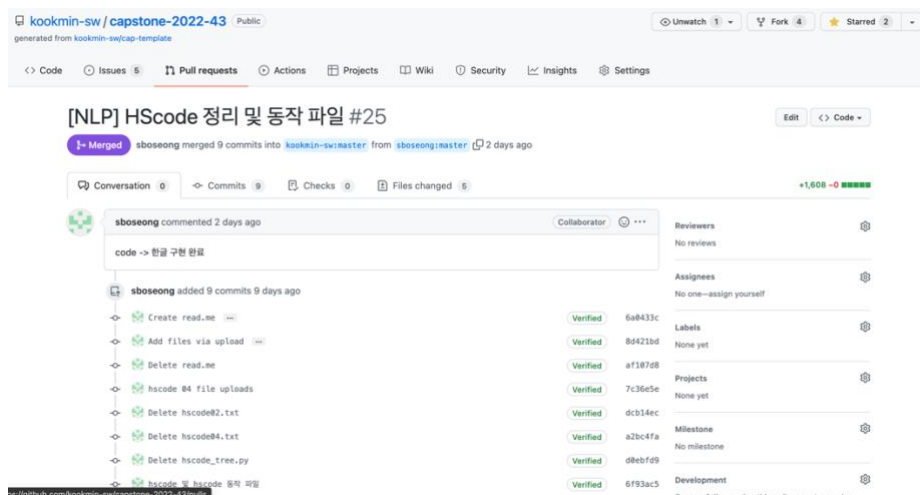 kookmin-sw / capstone-2022-43 Public
Unwatch 1
Fork 4
Starred 2
generated from kookmin-sw/cap-template
<> Code
Issues 5
Pull requests
Actions
Projects
Wiki
Security
Insights
Settings
[NLP] HScode 정리 및 동작 파일 #25
Edit
<> Code
Merged
sboseong merged 9 commits into kookmin-sw:master from sboseong:master 2 days ago
Conversation 0
Commits 9
Checks 0
Files changed 5
+1,608 −0
sboseong commented 2 days ago
Collaborator
code -> 한글 구현 완료
sboseong added 9 commits 9 days ago
Create read.me
Verified 6a0433c
Add files via upload
Verified 8d421bd
Delete read.me
Verified af107d8
hscode 04 file uploads
Verified 7c36e5e
Delete hscode02.txt
Verified dcb14ec
Delete hscode04.txt
Verified a2bc4fa
Delete hscode_tree.py
Verified d0ebfd9
hscode 및 hscode 동작 파일
Verified 6f93ac5
Reviewers
No reviews
Assignees
No one—assign yourself
Labels
None yet
Projects
None yet
Milestone
No milestone
Development